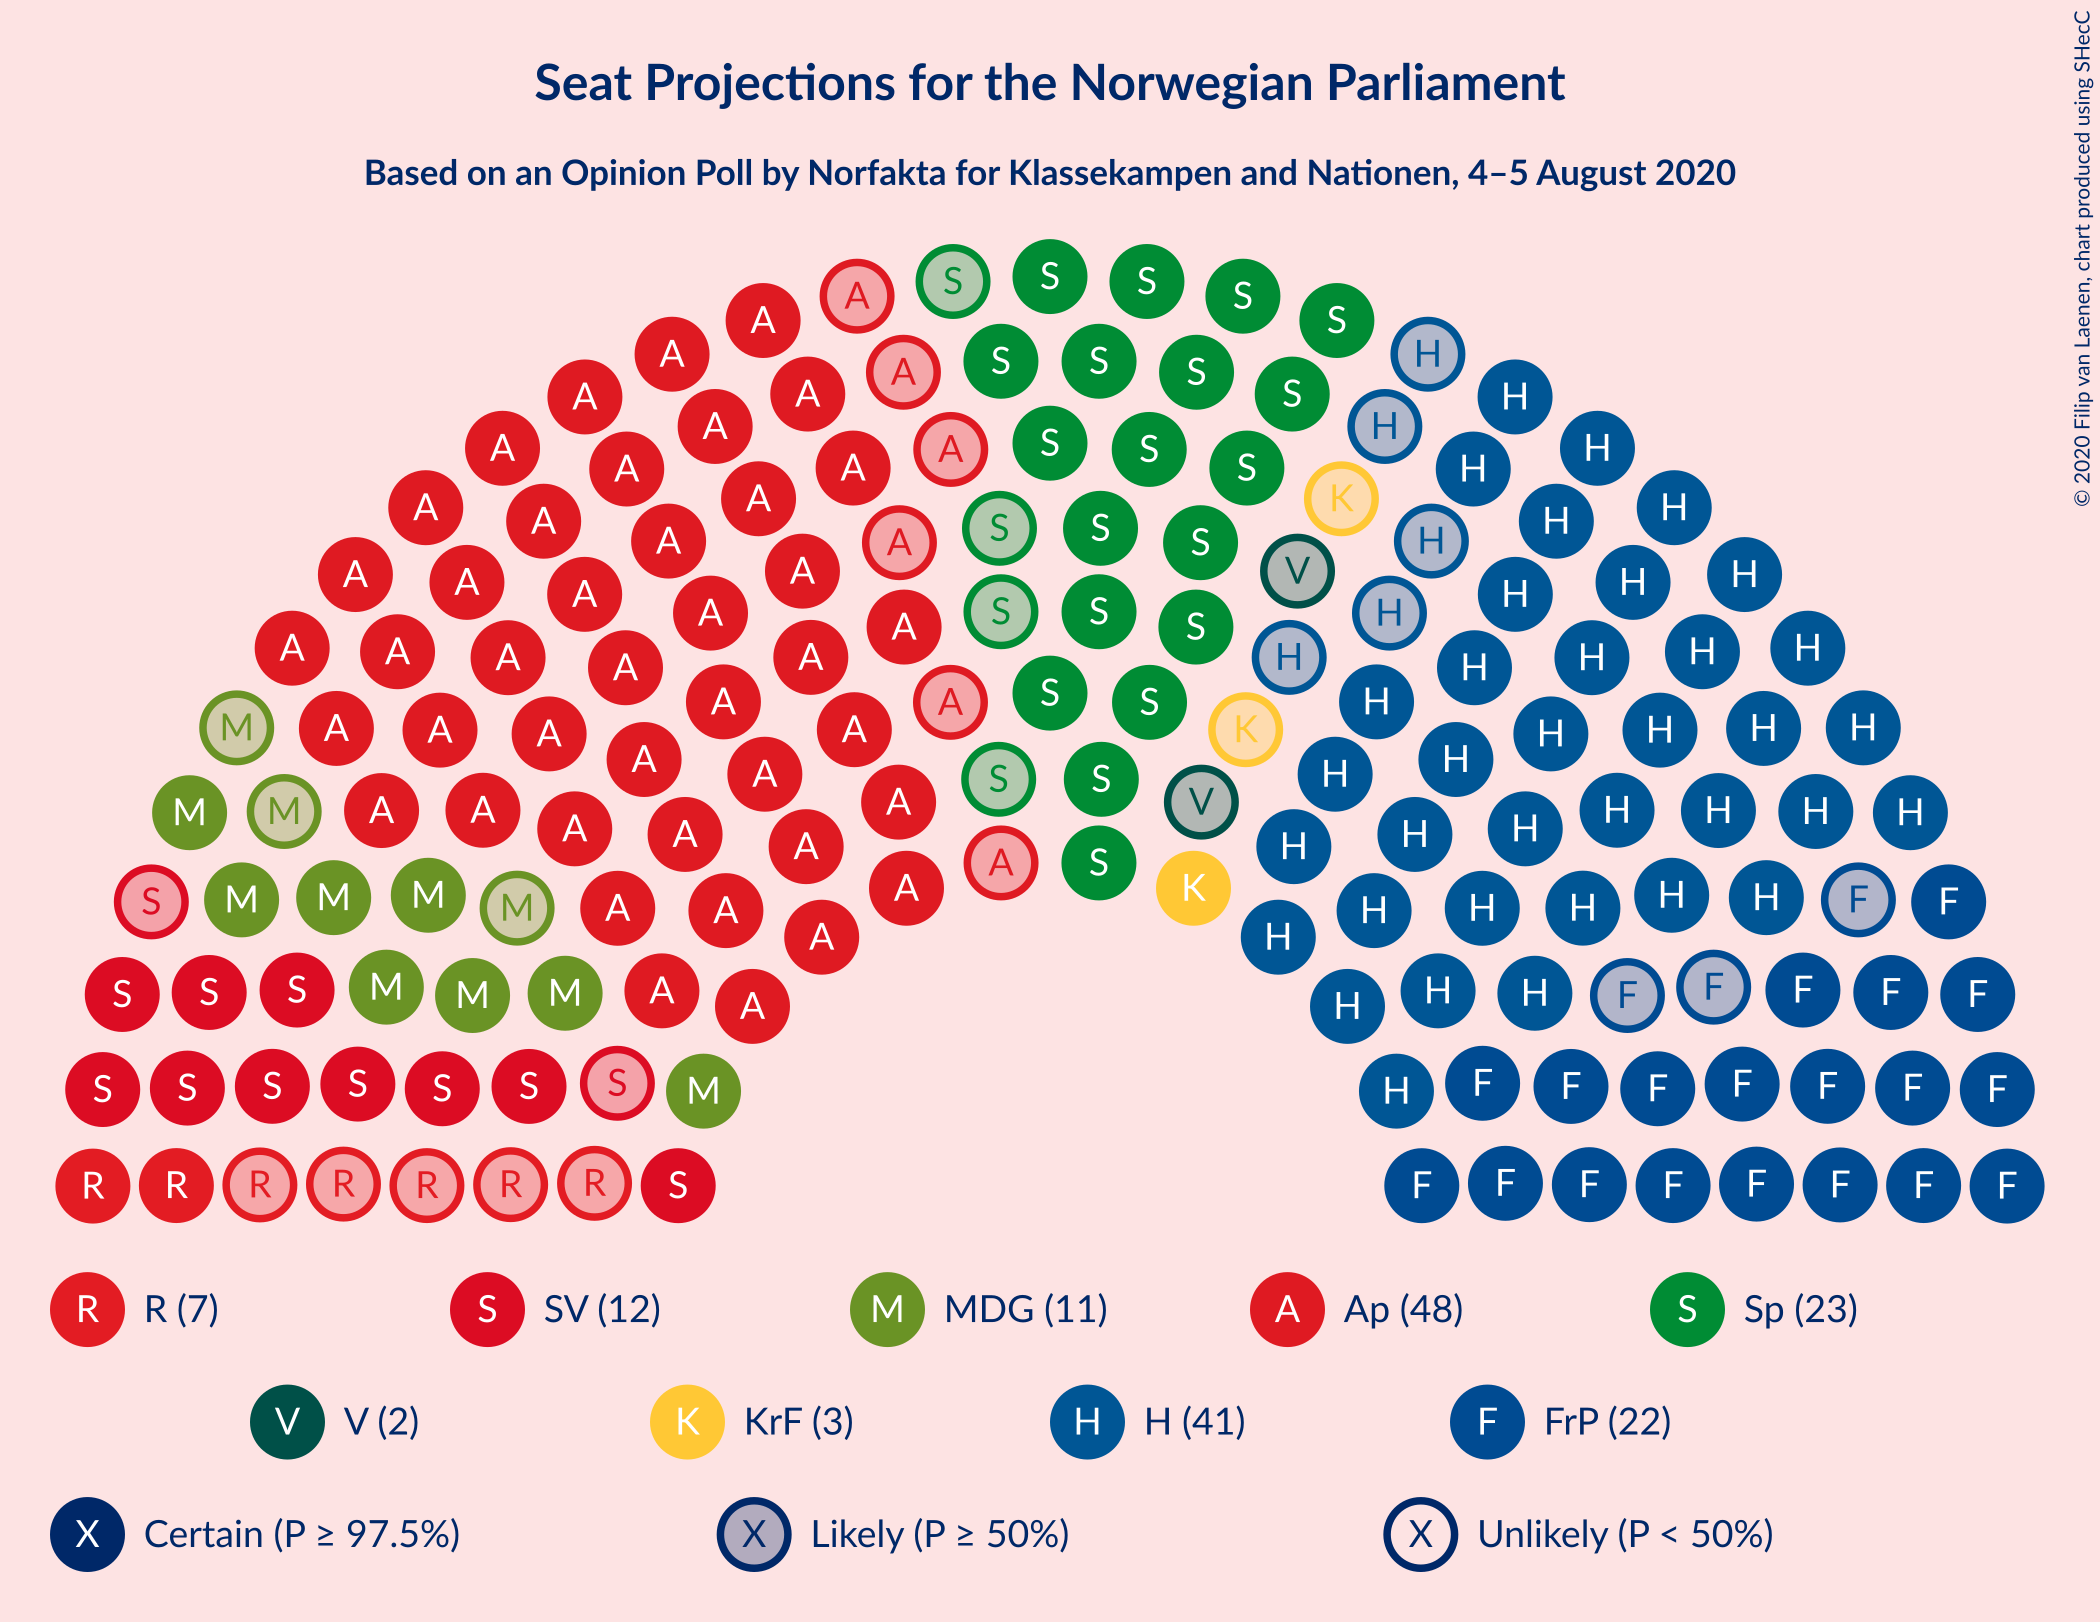 Seat Projections for the Norwegian Parliament
Based on an Opinion Poll by Norfakta for Klassekampen and Nationen, 4–5 August 2020
© 2020 Filip van Laenen, chart produced using SHecC
A A S S S S S H
A A A S S S S H H H
A A A A S S S K H H H
A A A A A S S S V H H H
A A A A A A S S S H H H H
A A A A A A A S S K H H H H H
M A A A A A A A S S V H H H H H H H
M M A A A A A A A S K H H H H H H H
S M M M M A A A H H H H H H F F
S S S M M M A A H H H F F F F F
S S S S S S S M H F F F F F F F
R R R R R R R S F F F F F F F F
R R (7) S SV (12) M MDG (11) A Ap (48) S Sp (23)
V V (2) K KrF (3) H H (41) F FrP (22)
X Certain (P ≥ 97.5%) X Likely (P ≥ 50%) X Unlikely (P < 50%)